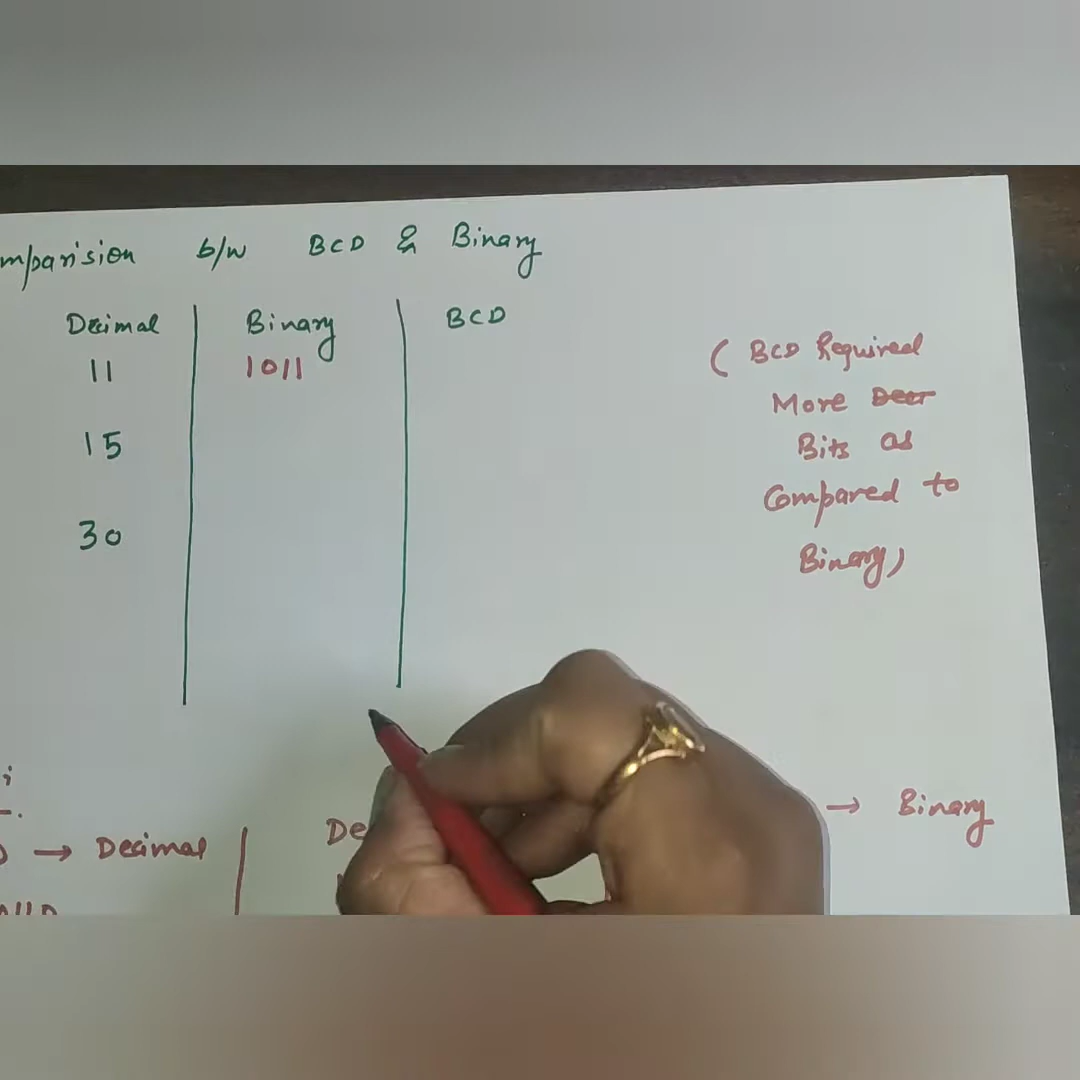 mparision b/w BCD & Binary
Decimal Binary BCD
11 1011
15
30
( BCD Required
More
Bits as
Compared to
Binary)
→ Decimal
De
→ Binary